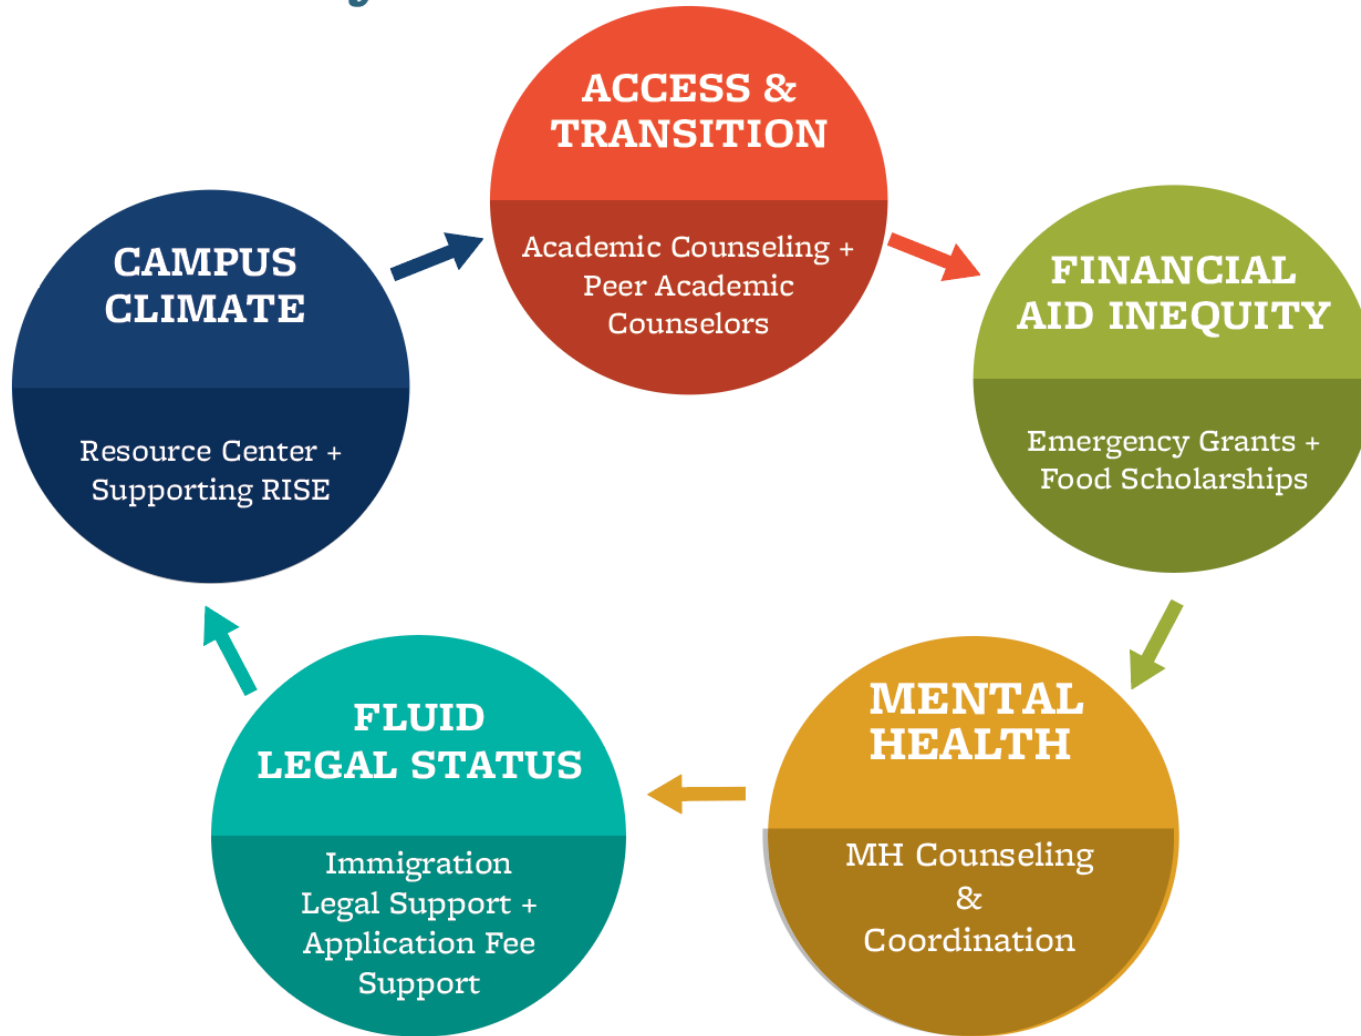 ACCESS &
TRANSITION
Academic Counseling +
Peer Academic
Counselors
FINANCIAL
AID INEQUITY
Emergency Grants +
Food Scholarships
MENTAL
HEALTH
MH Counseling
&
Coordination
FLUID
LEGAL STATUS
Immigration
Legal Support +
Application Fee
Support
CAMPUS
CLIMATE
Resource Center +
Supporting RISE